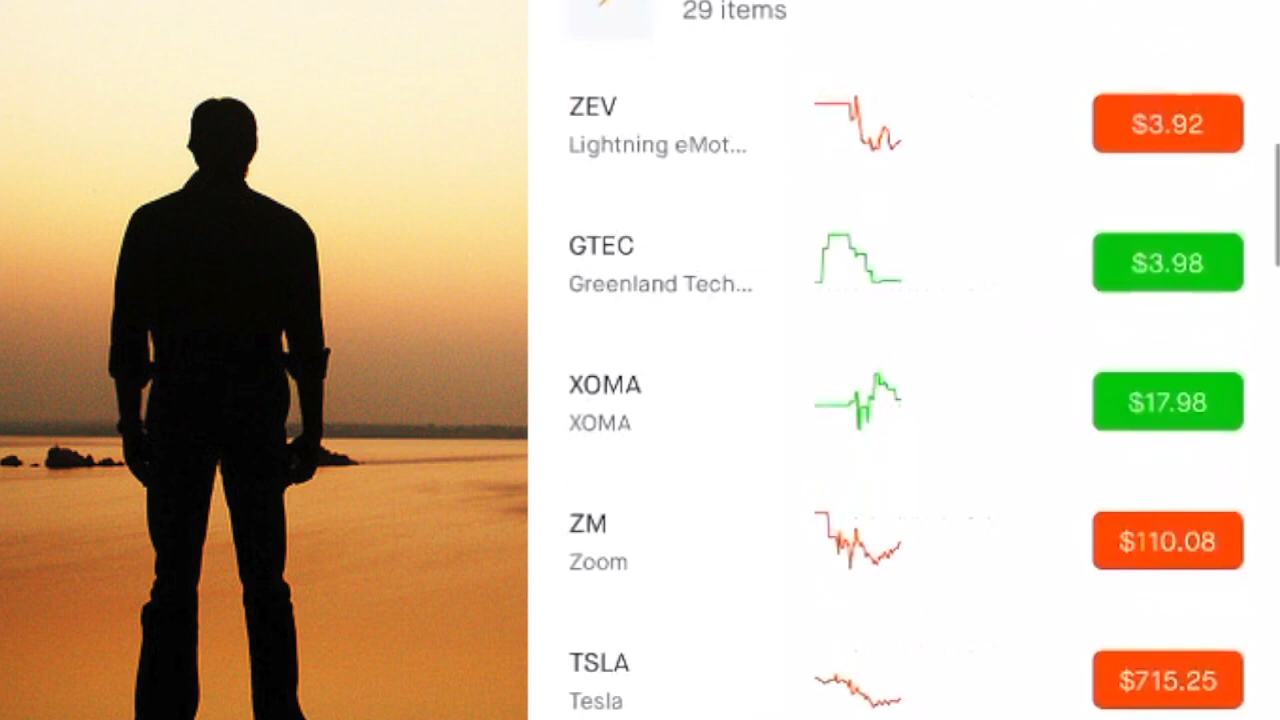 29 items
ZEV
Lightning eMot...
$3.92
GTEC
Greenland Tech...
$3.98
XOMA
XOMA
$17.98
ZM
Zoom
$110.08
TSLA
Tesla
$715.25